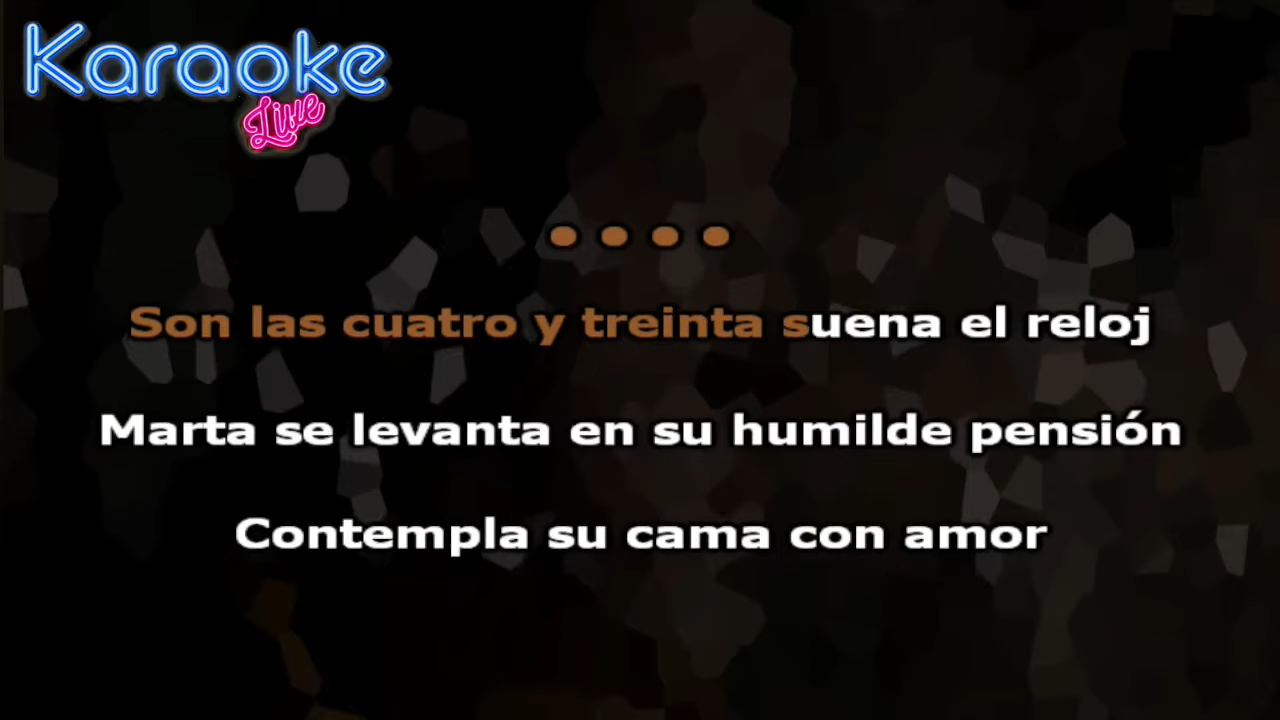 Karaoke
Live
Son las cuatro y treinta suena el reloj
Marta se levanta en su humilde pensión
Contempla su cama con amor